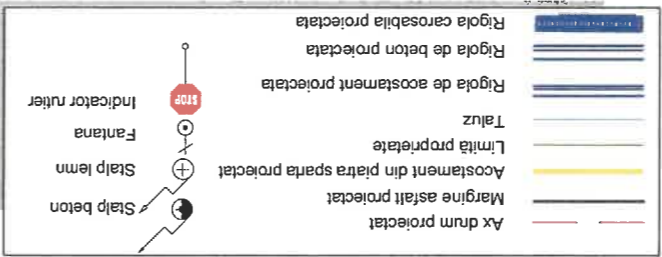 Ax drum proiectat
Margine asfalt proiectat
Acostament din piatra sparta proiectat
Limită proprietate
Taluz
Rigola de acostament proiectata
Rigola de beton proiectata
Rigola carosabila proiectata
Stalp beton
Stalp lemn
Fantana
Indicator rutier
STOP